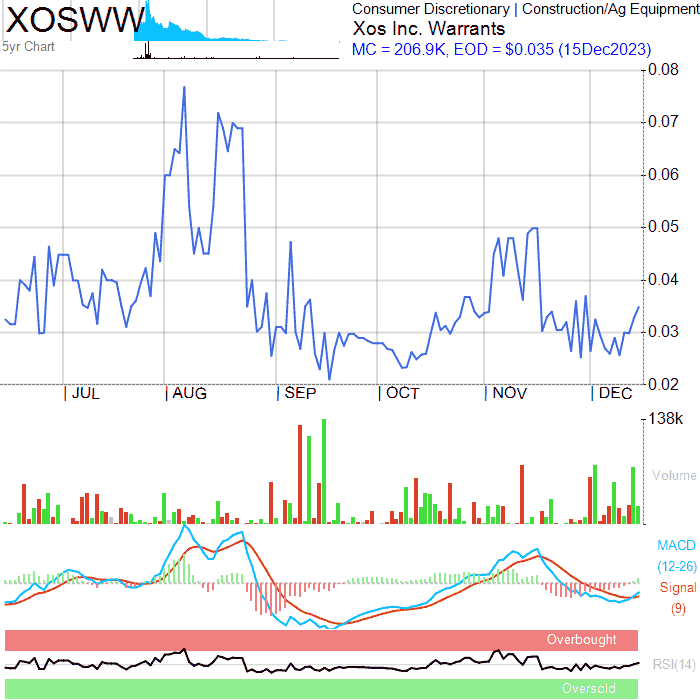 XOSWW
5yr Chart
Consumer Discretionary | Construction/Ag Equipment
Xos Inc. Warrants
MC = 206.9K, EOD = $0.035 (15Dec2023)
0.08
0.07
0.06
0.05
0.04
0.03
0.02
| JUL | AUG | SEP | OCT | NOV | DEC
138k
Volume
MACD
(12-26)
Signal
(9)
Overbought
RSI(14)
Oversold